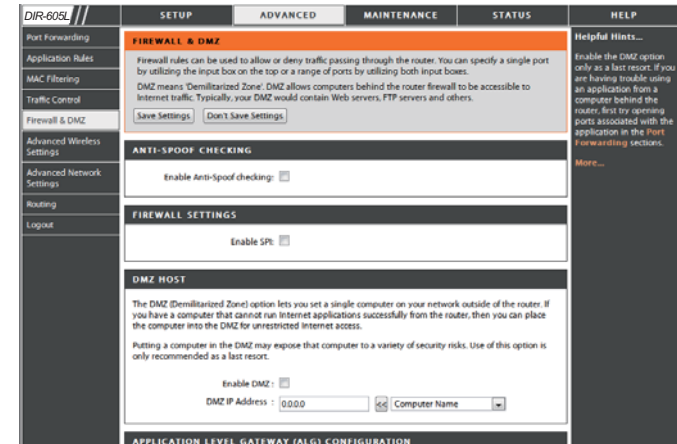 DIR-605L
SETUP
ADVANCED
MAINTENANCE
STATUS
HELP
Port Forwarding
Application Rules
MAC Filtering
Traffic Control
Firewall & DMZ
Advanced Wireless
Settings
Advanced Network
Settings
Routing
Logout
FIREWALL & DMZ
Firewall rules can be used to allow or deny traffic passing through the router. You can specify a single port
by utilizing the input box on the top or a range of ports by utilizing both input boxes.
DMZ means 'Demilitarized Zone'. DMZ allows computers behind the router firewall to be accessible to
Internet traffic. Typically, your DMZ would contain Web servers, FTP servers and others.
Save Settings
Don't Save Settings
ANTI-SPOOF CHECKING
Enable Anti-Spoof checking:
FIREWALL SETTINGS
Enable SPI:
DMZ HOST
The DMZ (Demilitarized Zone) option lets you set a single computer on your network outside of the router. If
you have a computer that cannot run Internet applications successfully from the router, then you can place
the computer into the DMZ for unrestricted Internet access.
Putting a computer in the DMZ may expose that computer to a variety of security risks. Use of this option is
only recommended as a last resort.
Enable DMZ :
DMZ IP Address : 0.0.0.0 << Computer Name
APPLICATION LEVEL GATEWAY (ALG) CONFIGURATION
Helpful Hints...
Enable the DMZ option
only as a last resort. If you
are having trouble using
an application from a
computer behind the
router, first try opening
ports associated with the
application in the Port
Forwarding sections.
More...